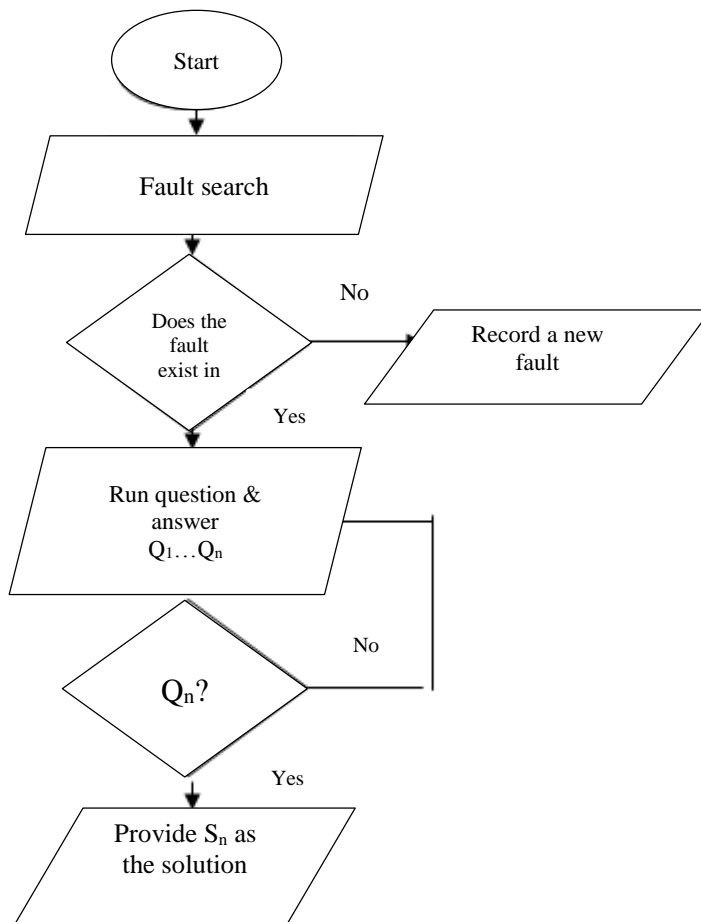 Start
Fault search
No
Does the
fault
exist in
Record a new
fault
Yes
Run question &
answer
Q₁…Qₙ
No
Qₙ?
Yes
Provide Sₙ as
the solution